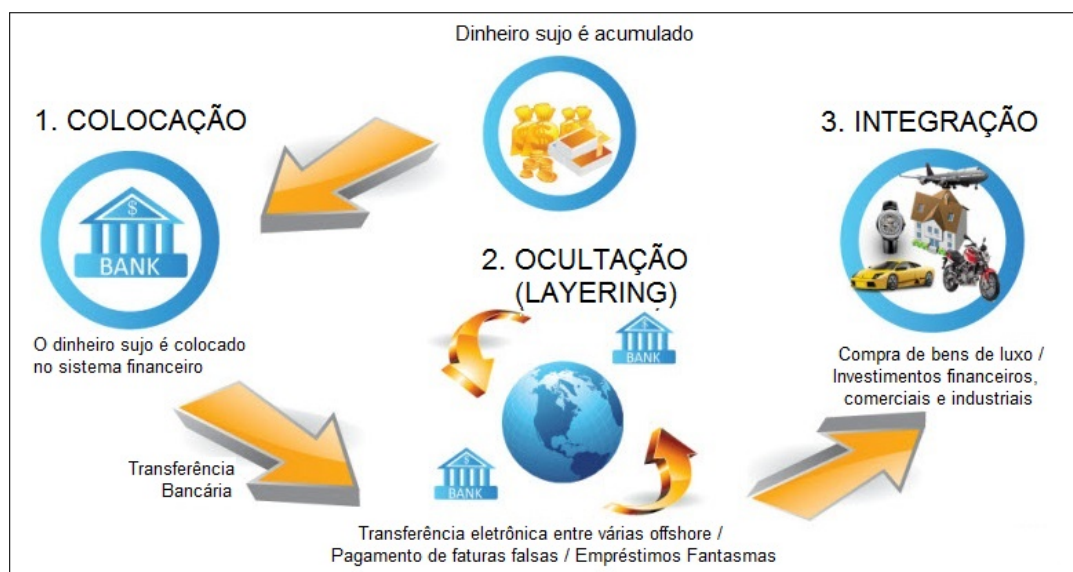 Dinheiro sujo é acumulado
1. COLOCAÇÃO
BANK
O dinheiro sujo é colocado
no sistema financeiro
Transferência
Bancária
2. OCULTAÇÃO
(LAYERING)
BANK
BANK
Transferência eletrônica entre várias offshore /
Pagamento de faturas falsas / Empréstimos Fantasmas
3. INTEGRAÇÃO
Compra de bens de luxo /
Investimentos financeiros,
comerciais e industriais